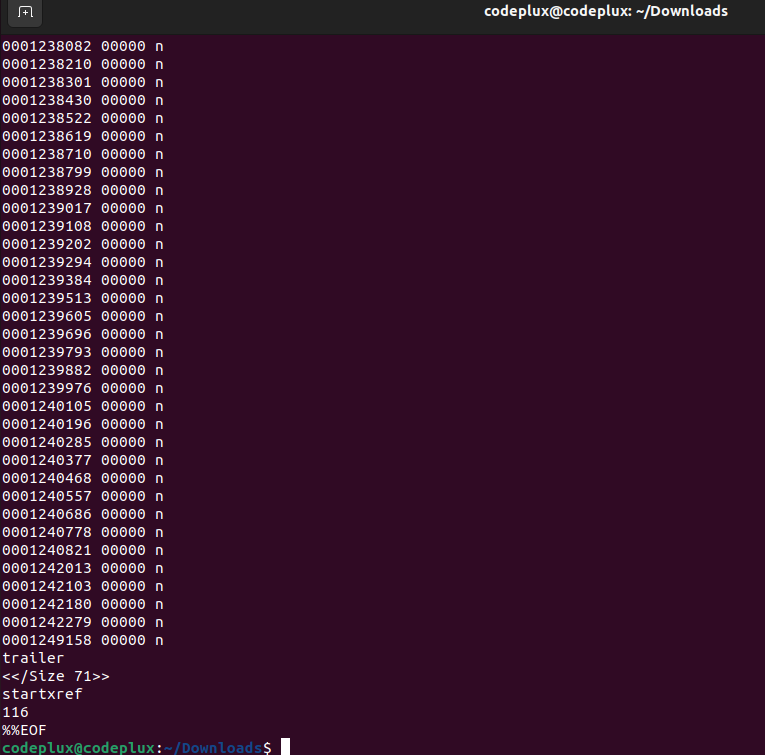 codeplux@codeplux: ~/Downloads
0001238082 00000 n
0001238210 00000 n
0001238301 00000 n
0001238430 00000 n
0001238522 00000 n
0001238619 00000 n
0001238710 00000 n
0001238799 00000 n
0001238928 00000 n
0001239017 00000 n
0001239108 00000 n
0001239202 00000 n
0001239294 00000 n
0001239384 00000 n
0001239513 00000 n
0001239605 00000 n
0001239696 00000 n
0001239793 00000 n
0001239882 00000 n
0001239976 00000 n
0001240105 00000 n
0001240196 00000 n
0001240285 00000 n
0001240377 00000 n
0001240468 00000 n
0001240557 00000 n
0001240686 00000 n
0001240778 00000 n
0001240821 00000 n
0001242013 00000 n
0001242103 00000 n
0001242180 00000 n
0001242279 00000 n
0001249158 00000 n
trailer
<</Size 71>>
startxref
116
%%EOF
codeplux@codeplux:~/Downloads$